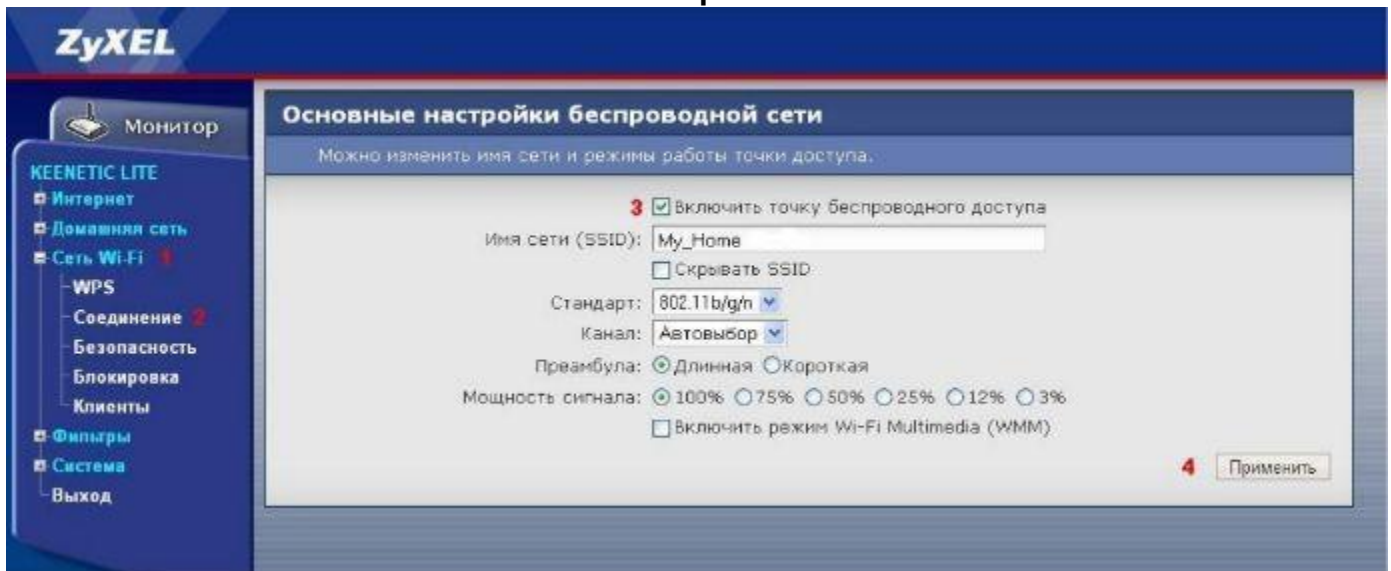 ZyXEL
Монитор
KEENETIC LITE
Интернет
Домашняя сеть
Сеть Wi-Fi 1
WPS
Соединение 2
Безопасность
Блокировка
Клиенты
Фильтры
Система
Выход
Основные настройки беспроводной сети
Можно изменить имя сети и режимы работы точки доступа.
3 Включить точку беспроводного доступа
Имя сети (SSID): My_Home
Скрывать SSID
Стандарт: 802.11b/g/n
Канал: Автовыбор
Преамбула: Длинная Короткая
Мощность сигнала: 100% 75% 50% 25% 12% 3%
Включить режим Wi-Fi Multimedia (WMM)
4 Применить